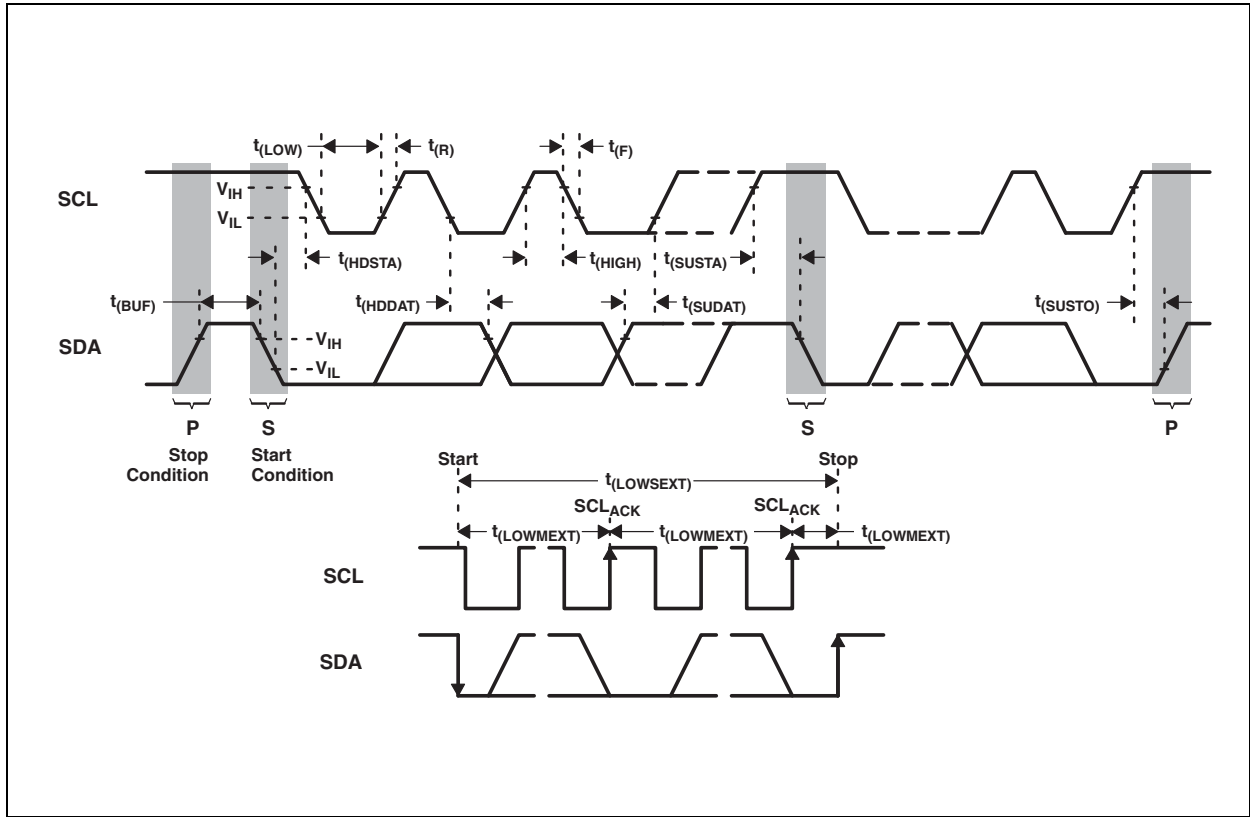 t(LOW)
t(R)
t(F)
SCL
VIH
VIL
t(HDSTA)
t(HIGH)
t(SUSTA)
t(BUF)
t(HDDAT)
t(SUDAT)
t(SUSTO)
SDA
VIH
VIL
P
S
S
P
Stop
Condition
Start
Condition
Start
Stop
t(LOWSEXT)
SCLACK
SCLACK
t(LOWMEXT)
t(LOWMEXT)
t(LOWMEXT)
SCL
SDA